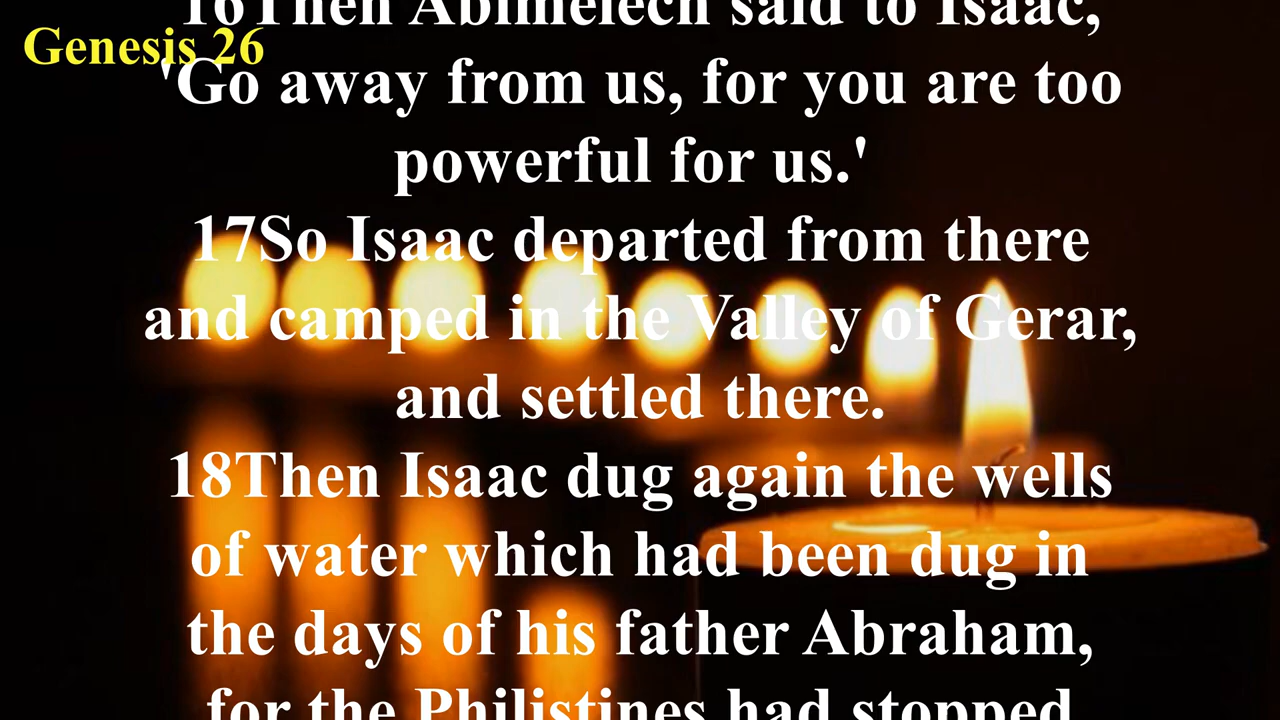 16Then Abimelech said to Isaac,
Genesis 26
'Go away from us, for you are too
powerful for us.'
17So Isaac departed from there
and camped in the Valley of Gerar,
and settled there.
18Then Isaac dug again the wells
of water which had been dug in
the days of his father Abraham,
for the Philistines had stopped